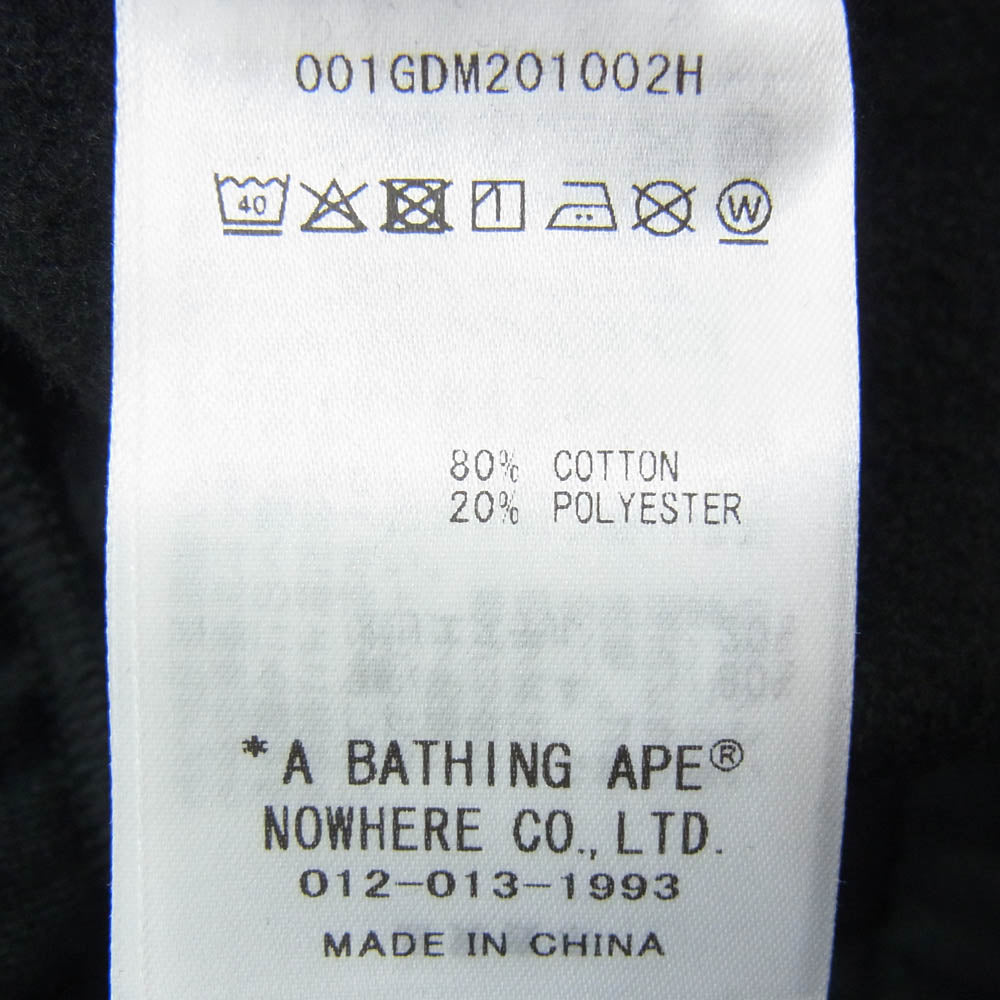 001GDM201002H
40 W
80% COTTON
20% POLYESTER
*A BATHING APE®
NOWHERE CO., LTD.
012-013-1993
MADE IN CHINA